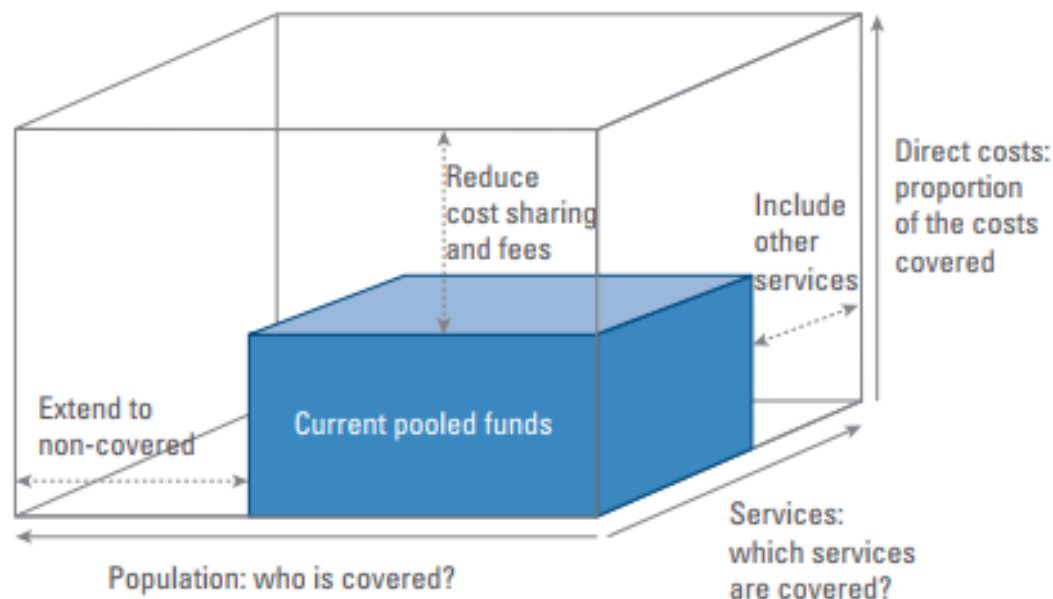 Reduce
cost sharing
and fees
Include
other
services
Direct costs:
proportion
of the costs
covered
Extend to
non-covered
Current pooled funds
Services:
which services
are covered?
Population: who is covered?